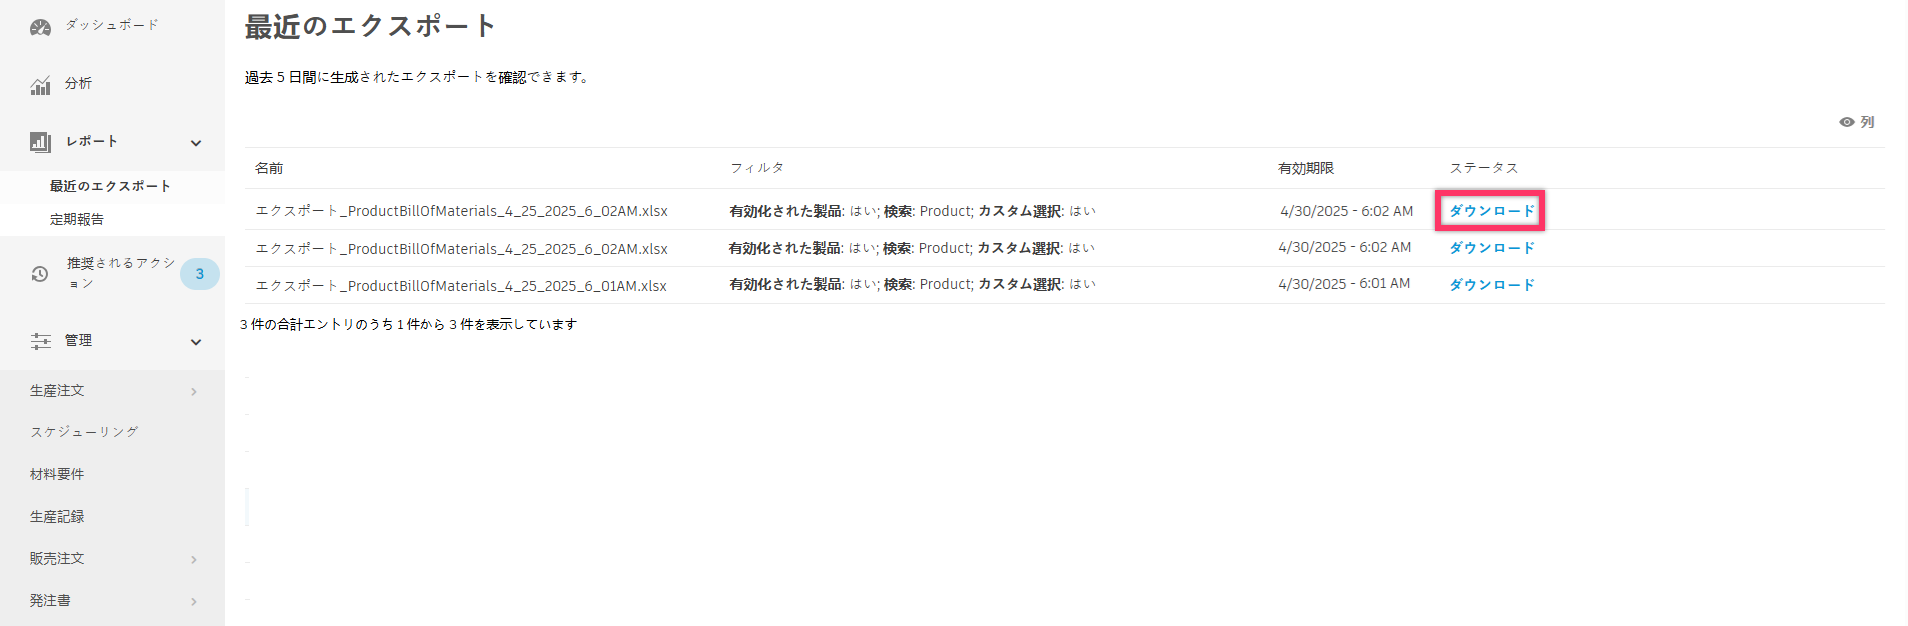 ダッシュボード
分析
レポート
最近のエクスポート
定期報告
推奨されるアクシ
ョン
3
管理
生産注文
スケジューリング
材料要件
生産記録
販売注文
発注書
最近のエクスポート
過去 5 日間に生成されたエクスポートを確認できます。
列
名前 フィルタ 有効期限 ステータス
エクスポート_ProductBillOfMaterials_4_25_2025_6_02AM.xlsx 有効化された製品: はい; 検索: Product; カスタム選択: はい 4/30/2025 - 6:02 AM ダウンロード
エクスポート_ProductBillOfMaterials_4_25_2025_6_02AM.xlsx 有効化された製品: はい; 検索: Product; カスタム選択: はい 4/30/2025 - 6:02 AM ダウンロード
エクスポート_ProductBillOfMaterials_4_25_2025_6_01AM.xlsx 有効化された製品: はい; 検索: Product; カスタム選択: はい 4/30/2025 - 6:01 AM ダウンロード
3 件の合計エントリのうち 1 件から 3 件を表示しています